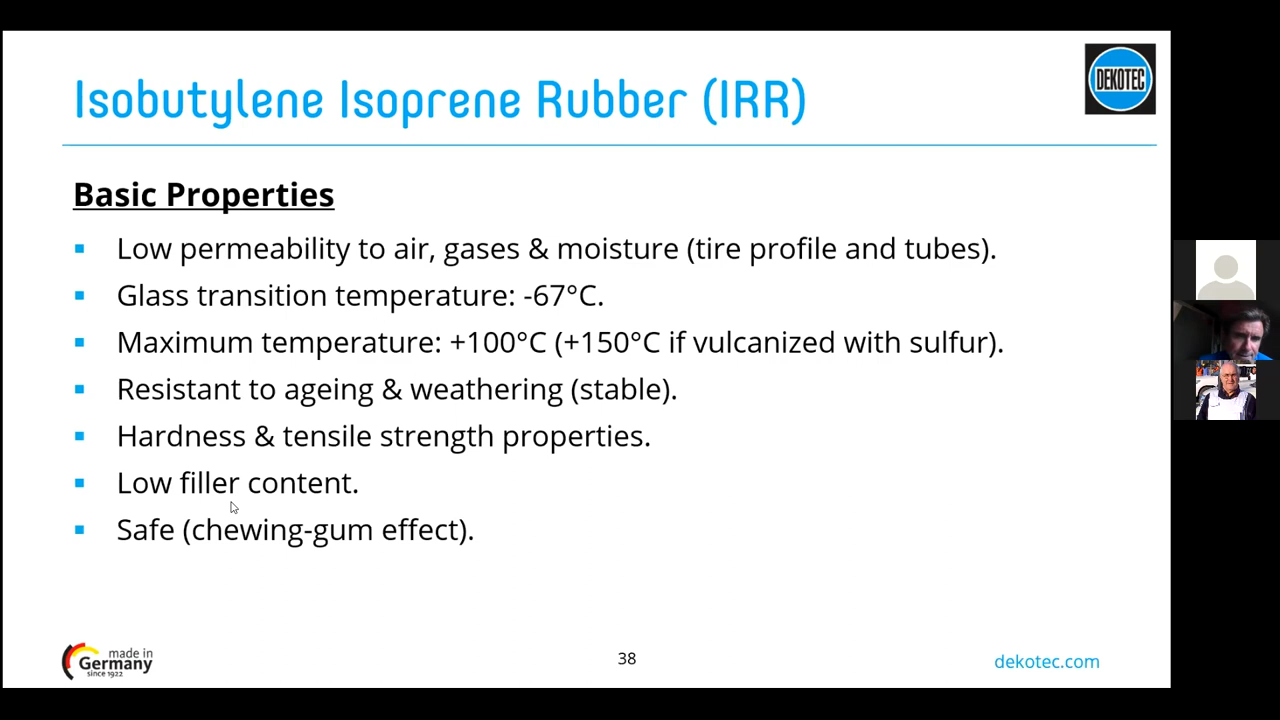 Isobutylene Isoprene Rubber (IRR)
DEKOTEC
Basic Properties
Low permeability to air, gases & moisture (tire profile and tubes).
Glass transition temperature: -67°C.
Maximum temperature: +100°C (+150°C if vulcanized with sulfur).
Resistant to ageing & weathering (stable).
Hardness & tensile strength properties.
Low filler content.
Safe (chewing-gum effect).
made in
Germany
since 1922
38
dekotec.com